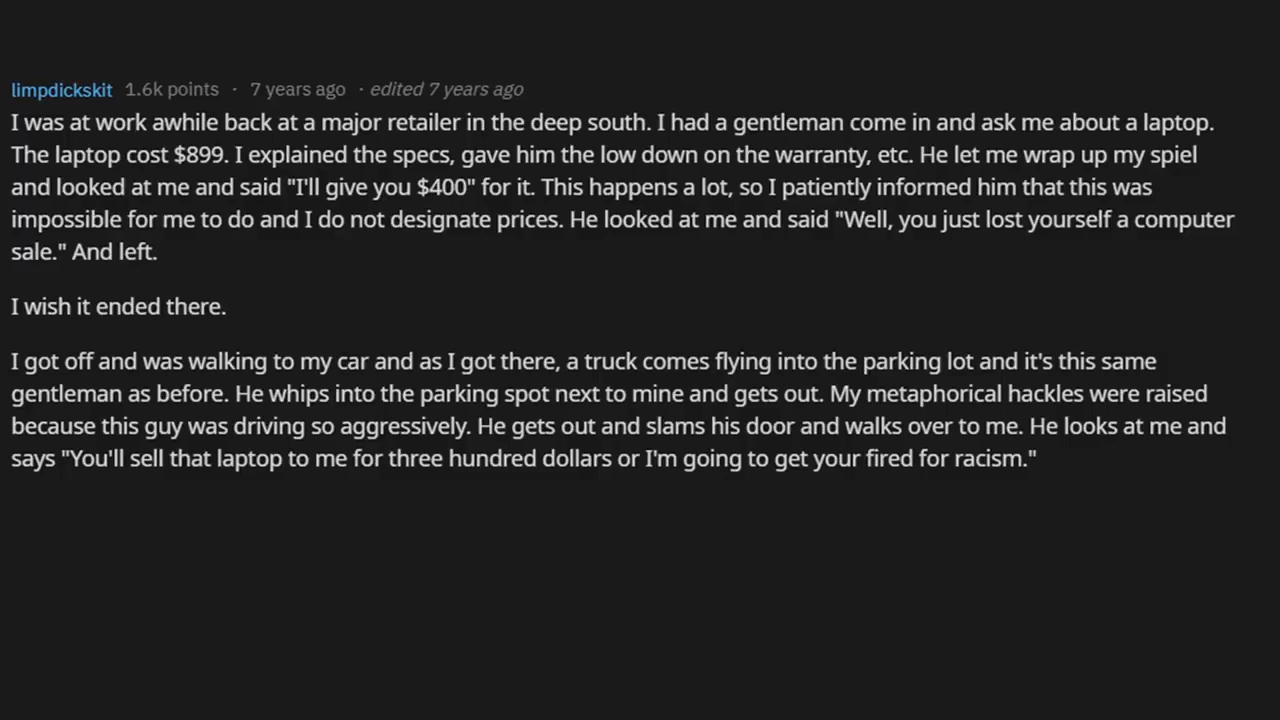 limpdickskit 1.6k points · 7 years ago · edited 7 years ago
I was at work awhile back at a major retailer in the deep south. I had a gentleman come in and ask me about a laptop.
The laptop cost $899. I explained the specs, gave him the low down on the warranty, etc. He let me wrap up my spiel
and looked at me and said "I'll give you $400" for it. This happens a lot, so I patiently informed him that this was
impossible for me to do and I do not designate prices. He looked at me and said "Well, you just lost yourself a computer
sale." And left.
I wish it ended there.
I got off and was walking to my car and as I got there, a truck comes flying into the parking lot and it's this same
gentleman as before. He whips into the parking spot next to mine and gets out. My metaphorical hackles were raised
because this guy was driving so aggressively. He gets out and slams his door and walks over to me. He looks at me and
says "You'll sell that laptop to me for three hundred dollars or I'm going to get your fired for racism."